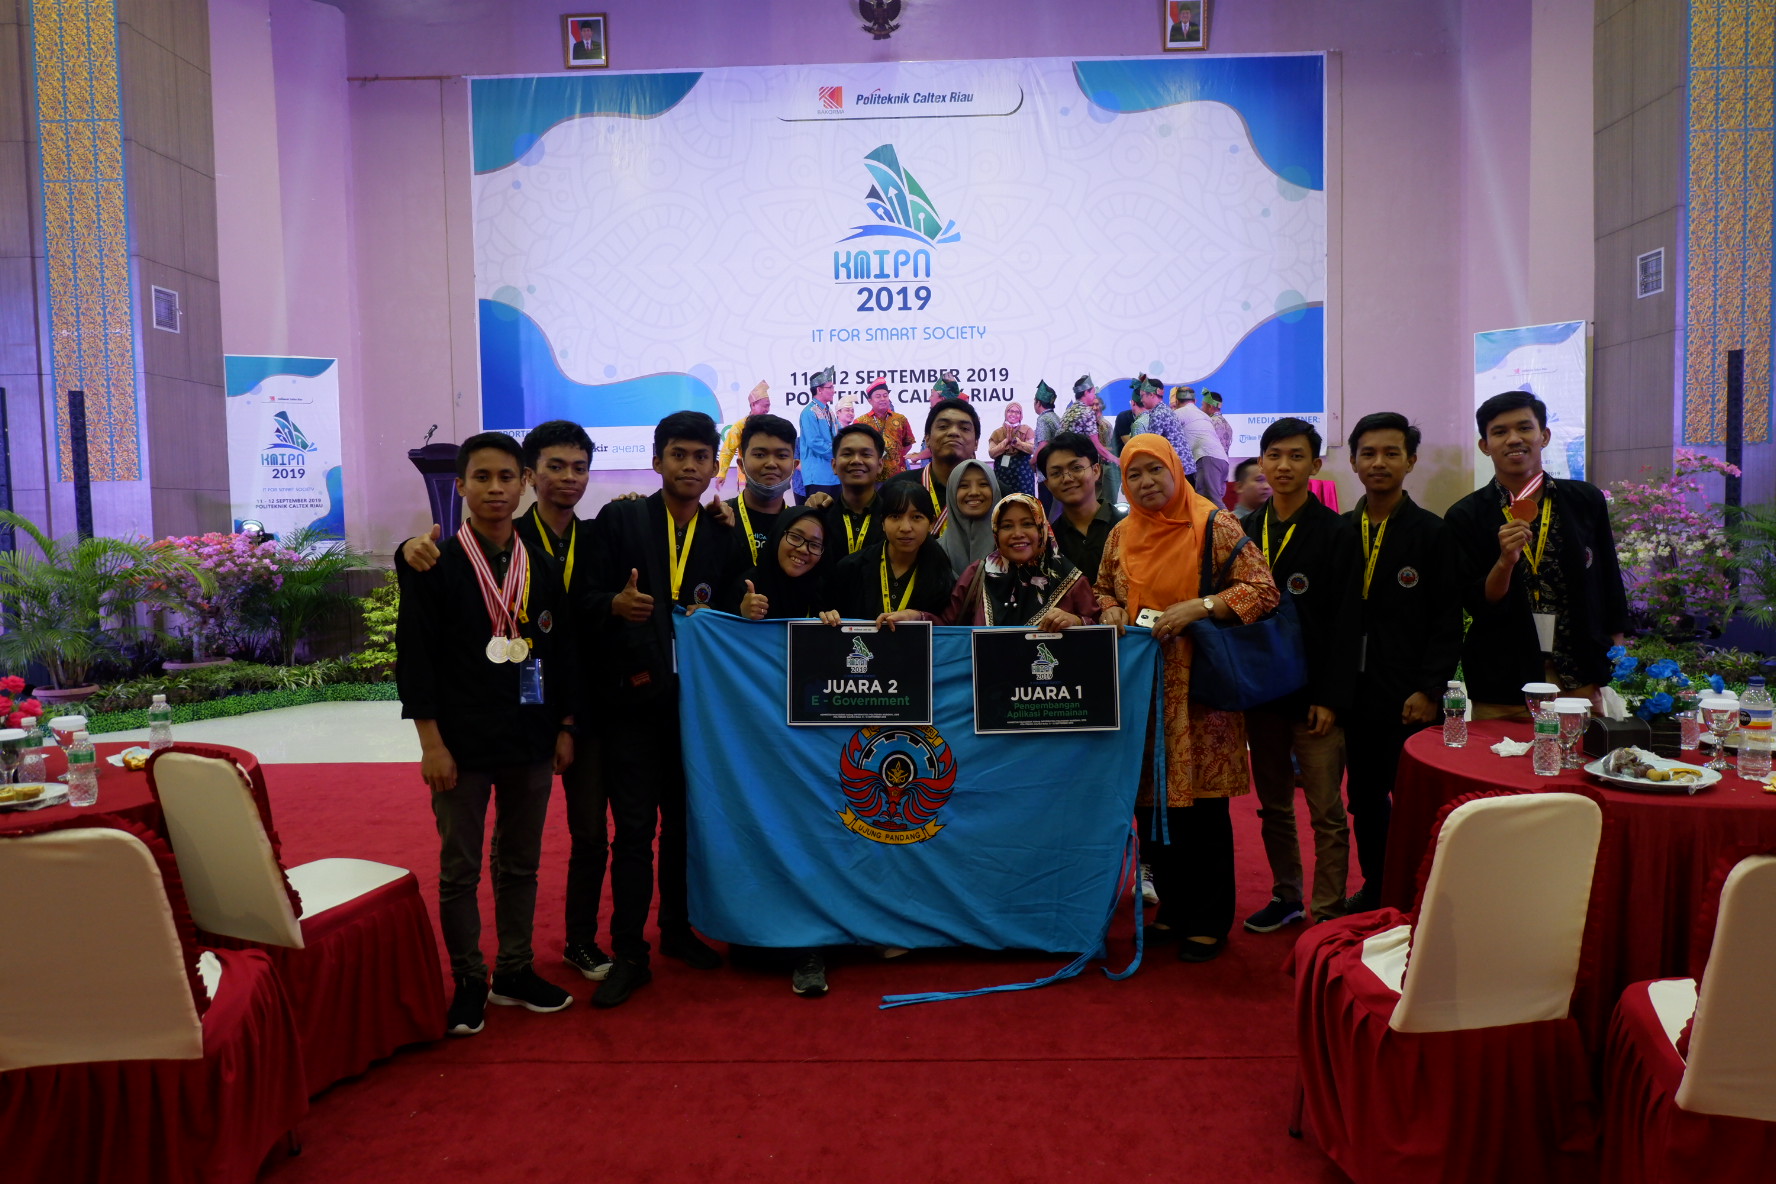 Politeknik Caltex Riau
KMIPN
2019
IT FOR SMART SOCIETY
11 - 12 SEPTEMBER 2019
POLITEKNIK CALTEX RIAU
MEDIA PARTNER:
KMIPN
2019
IT FOR SMART SOCIETY
11 - 12 SEPTEMBER 2019
POLITEKNIK CALTEX RIAU
JUARA 2
E - Government
JUARA 1
Pengembangan
Aplikasi Permainan
UJUNG PANDANG